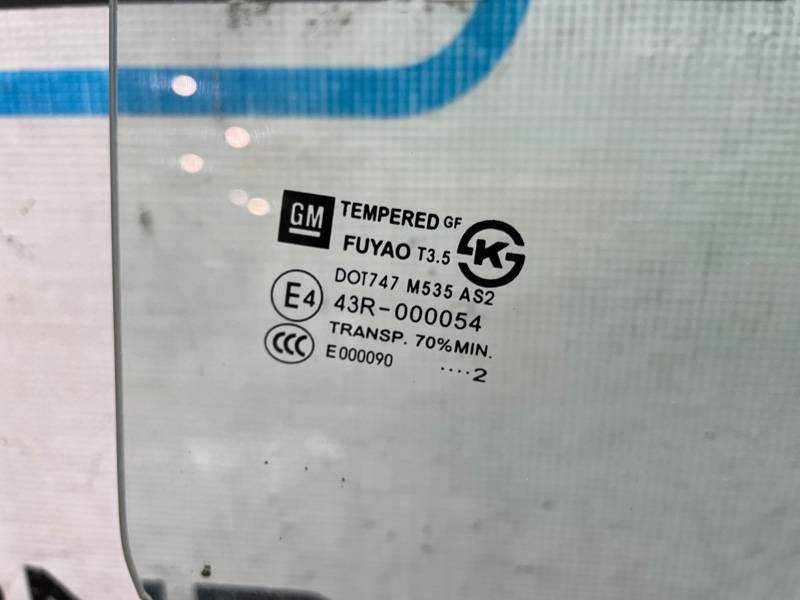 GM TEMPERED GF
FUYAO T3.5 K
DOT747 M535 AS2
E4 43R-000054
TRANSP. 70%MIN.
CCC E000090 ....2